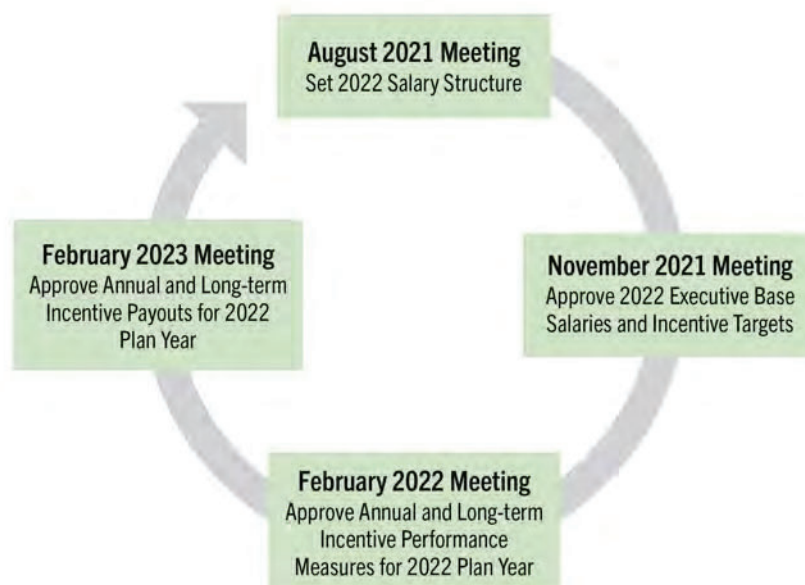 August 2021 Meeting
Set 2022 Salary Structure
November 2021 Meeting
Approve 2022 Executive Base
Salaries and Incentive Targets
February 2022 Meeting
Approve Annual and Long-term
Incentive Performance
Measures for 2022 Plan Year
February 2023 Meeting
Approve Annual and Long-term
Incentive Payouts for 2022
Plan Year